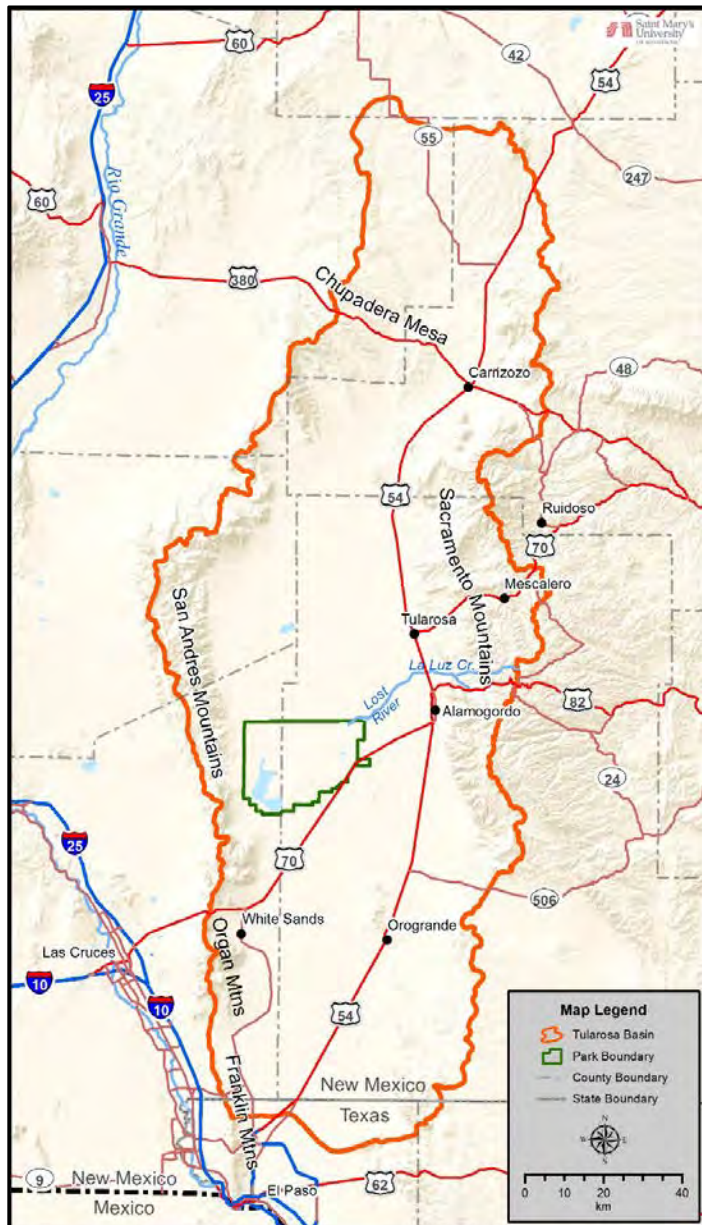 Saint Mary's
University
60
42
54
25
55
Rio Grande
247
60
380
Chupadera Mesa
Carrizozo
48
54
Sacramento Mountains
Ruidoso
70
Mescalero
San Andres Mountains
Tularosa
La Luz Cr.
Lost
River
82
Alamogordo
24
25
70
506
White Sands
Orogrande
Las Cruces
Organ Mtns
10
10
54
Franklin Mtns
New Mexico
Texas
9
New Mexico
Mexico
El Paso
62
Map Legend
Tularosa Basin
Park Boundary
County Boundary
State Boundary
N
W
E
S
0
10
20
40
km